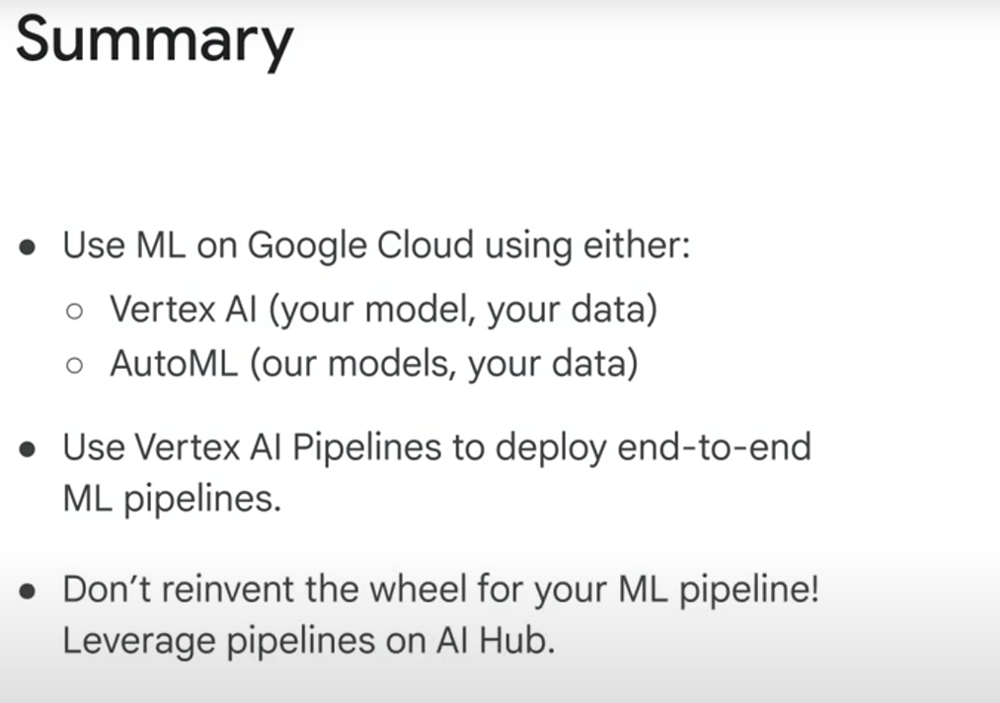 Summary
● Use ML on Google Cloud using either:
○ Vertex AI (your model, your data)
○ AutoML (our models, your data)
● Use Vertex AI Pipelines to deploy end-to-end
ML pipelines.
● Don’t reinvent the wheel for your ML pipeline!
Leverage pipelines on AI Hub.